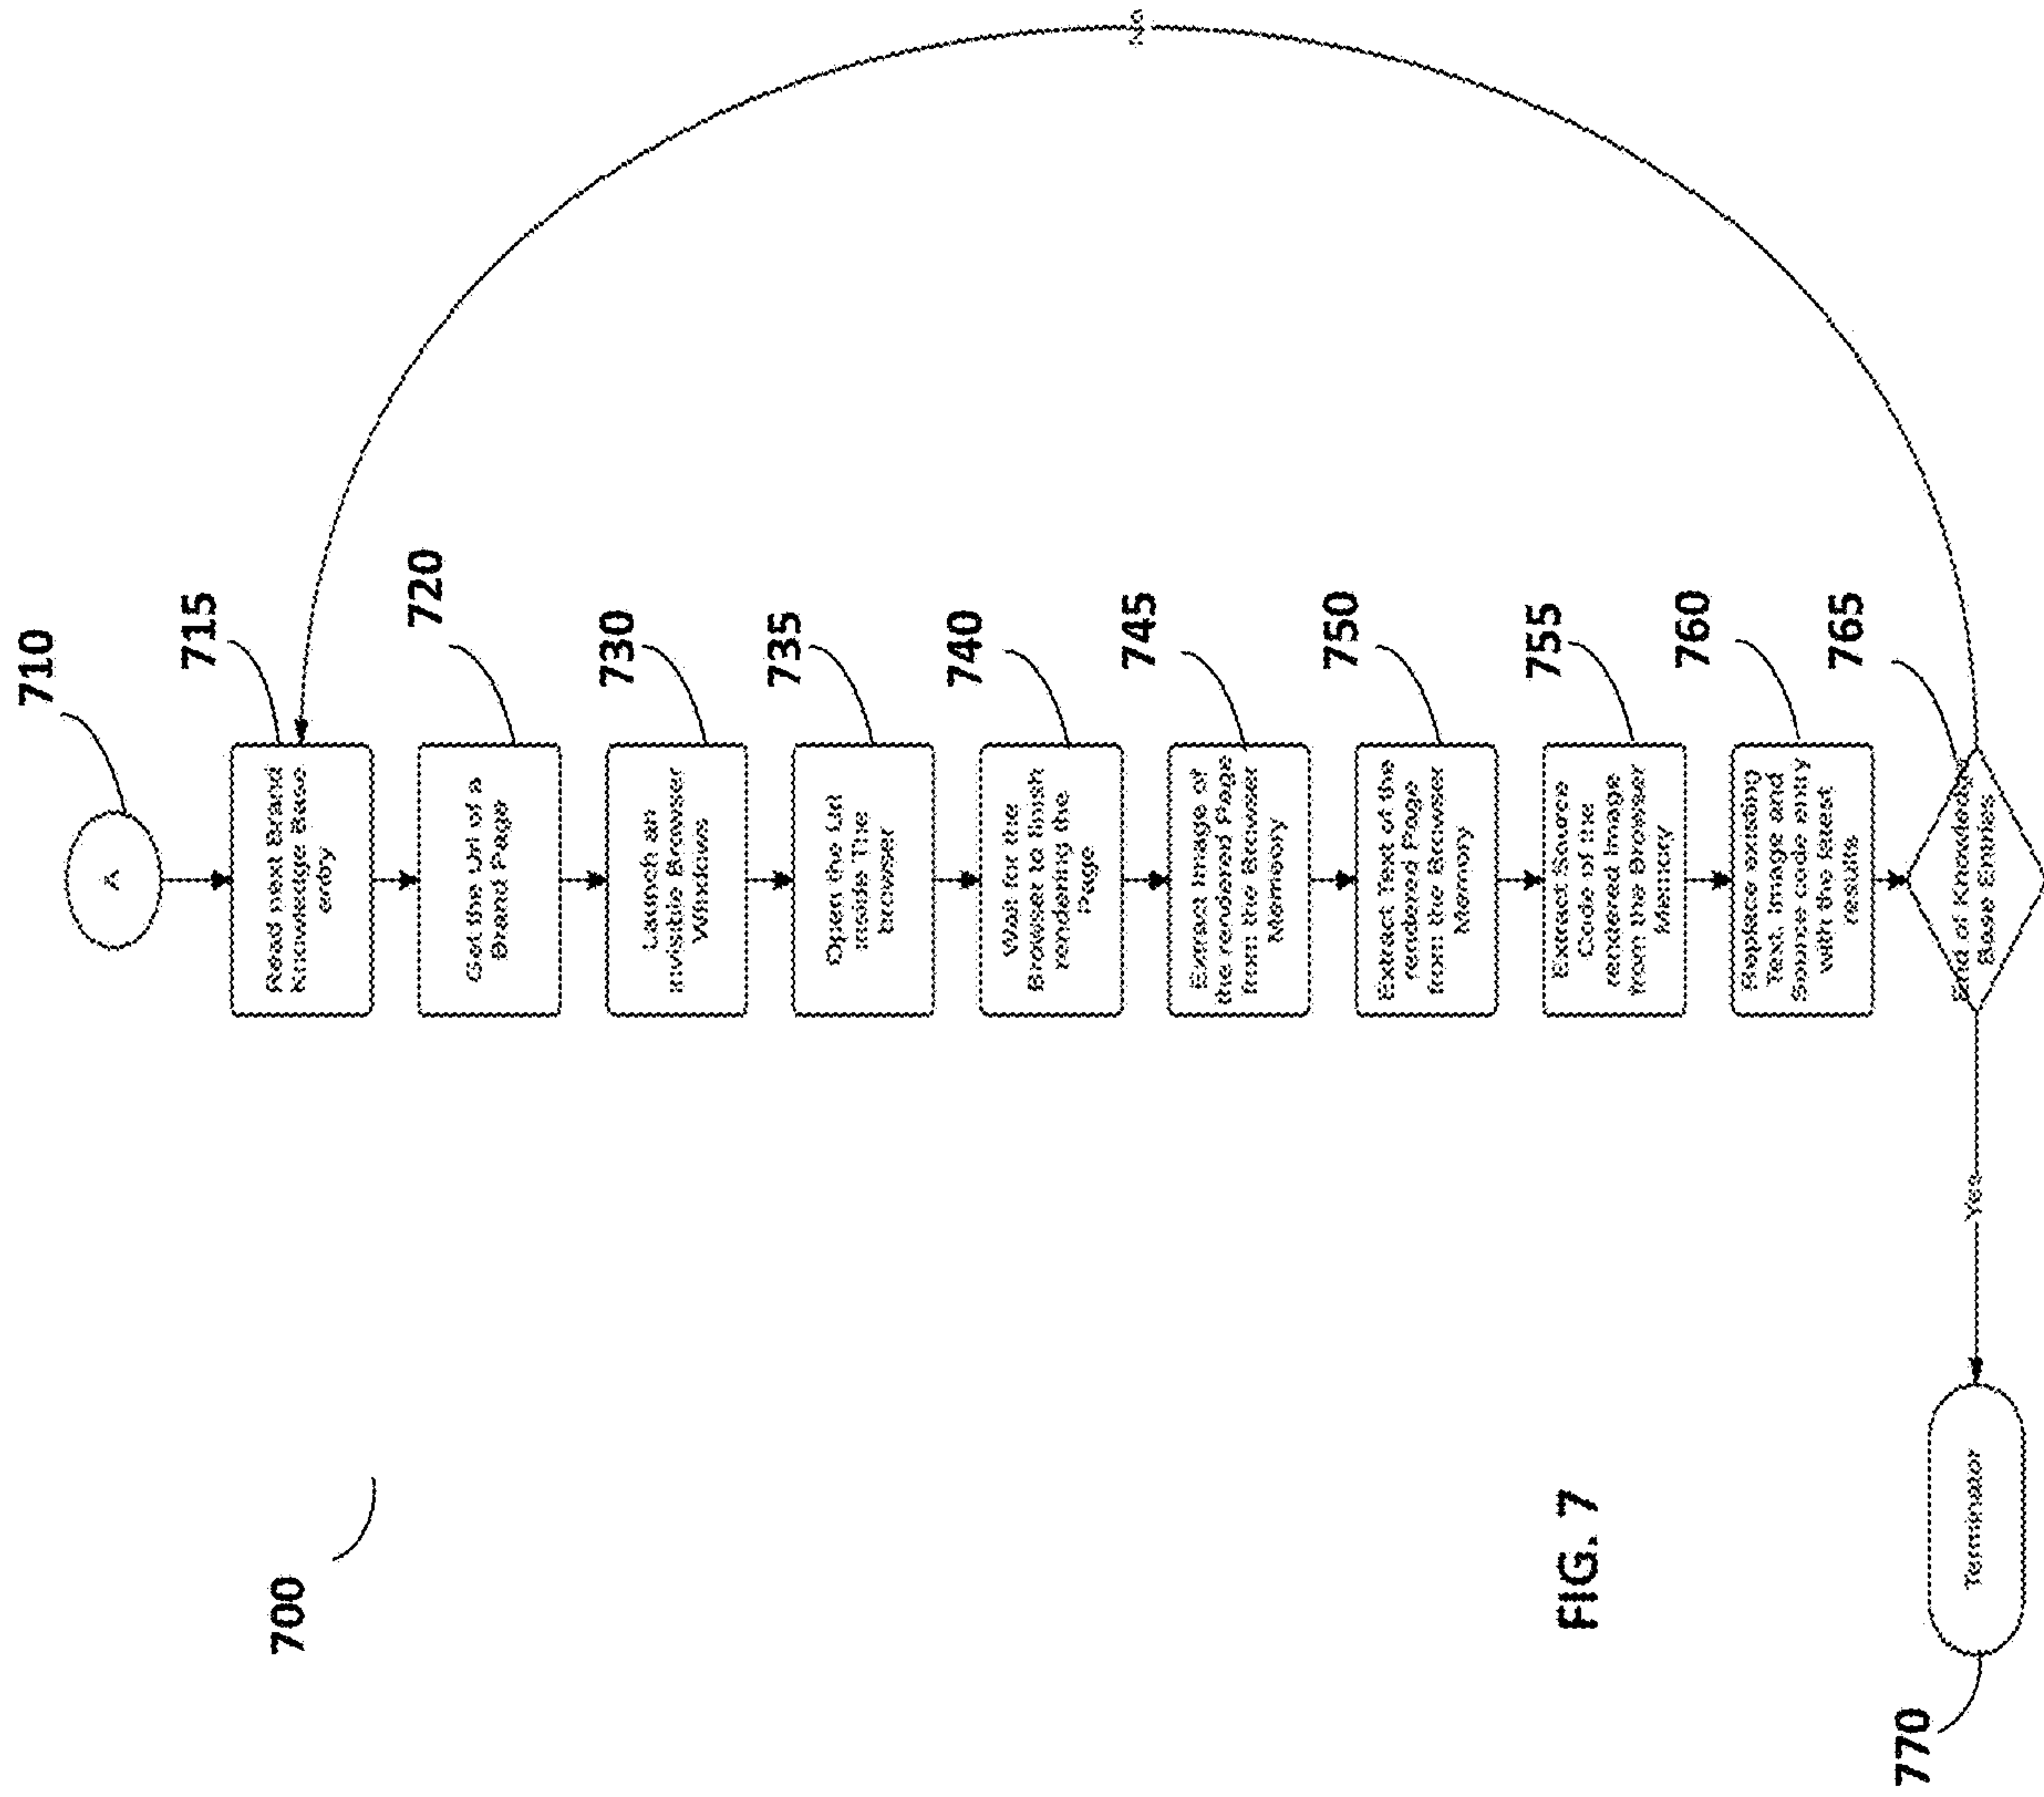 710
A
715
Read next Brand
Knowledge Base
entry
720
Get the Url of a
Brand Page
730
Launch an
Invisible Browser
Windows
735
Open the Url
inside The
browser
740
Wait for the
Browser to finish
rendering the
Page
745
Extract Image of
the rendered Page
from the Browser
Memory
750
Extract Text of the
rendered Page
from the Browser
Memory
755
Extract Source
Code of the
rendered Image
from the Browser
Memory
760
Replace existing
Text, Image and
Source code entry
with the latest
results
765
End of Knowledge
Base Entries
No
Yes
Terminator
770
700
FIG. 7